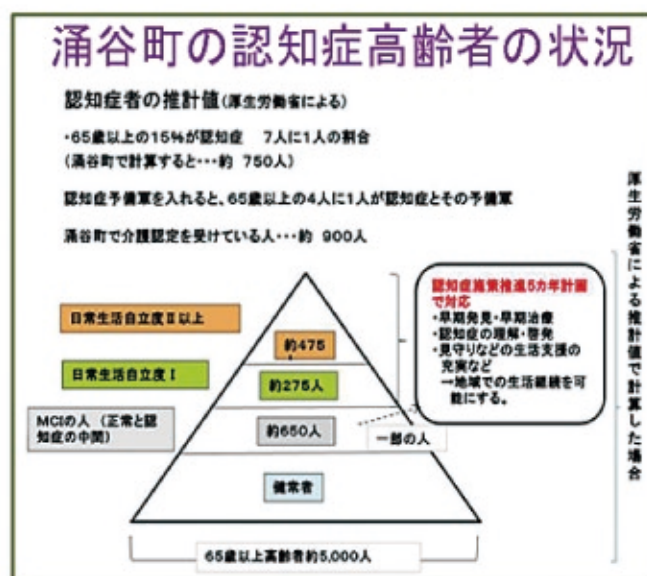 涌谷町の認知症高齢者の状況
認知症者の推計値(厚生労働省による)
・65歳以上の15%が認知症 7人に1人の割合
(涌谷町で計算すると・・・約 750人)
認知症予備軍を入れると、65歳以上の4人に1人が認知症とその予備軍
涌谷町で介護認定を受けている人・・・約 900人
日常生活自立度Ⅱ以上
約475
日常生活自立度Ⅰ
約275人
MCIの人 (正常と認
知症の中間)
約650人
一部の人
健常者
65歳以上高齢者約5,000人
認知症施策推進5カ年計画
で対応
・早期発見・早期治療
・認知症の理解・啓発
・見守りなどの生活支援の
充実など
→地域での生活継続を可
能にする。
厚生労働省による推計値で計算した場合